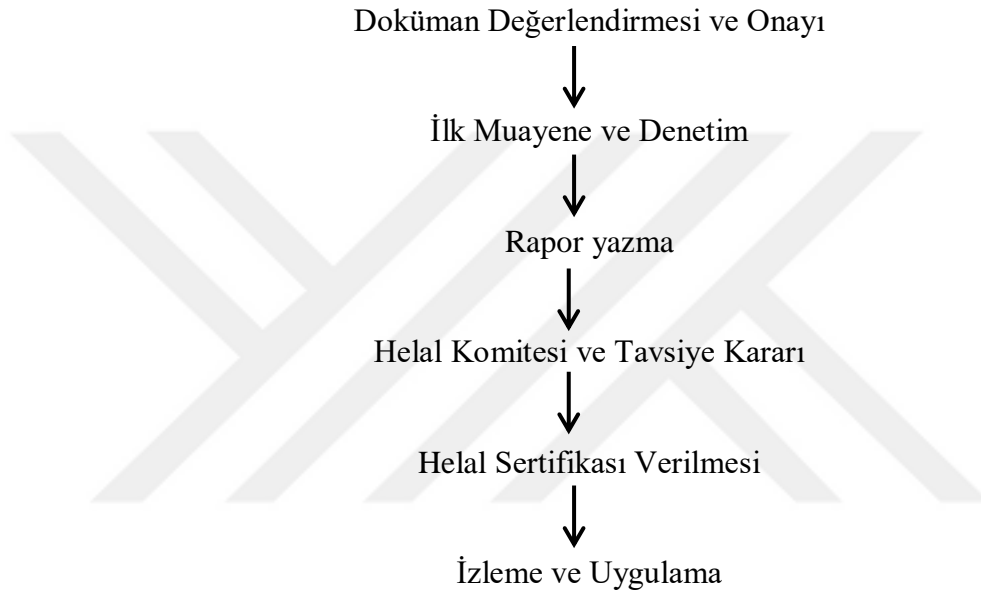 Doküman Değerlendirmesi ve Onayı
İlk Muayene ve Denetim
Rapor yazma
Helal Komitesi ve Tavsiye Kararı
Helal Sertifikası Verilmesi
İzleme ve Uygulama